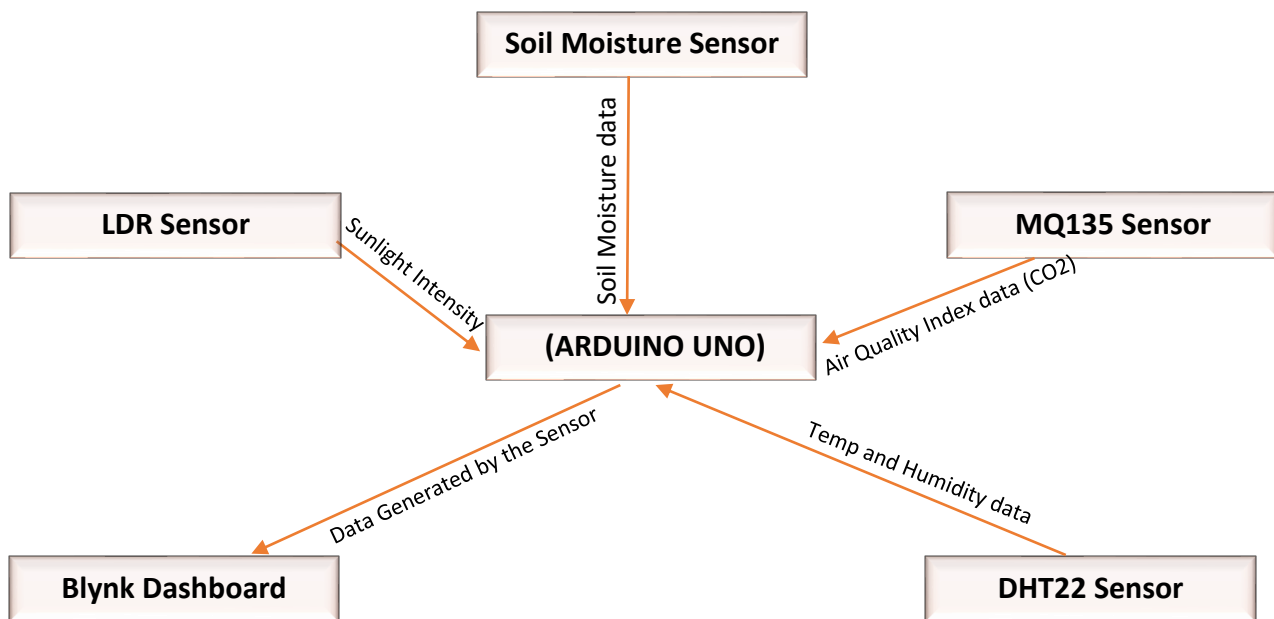 Soil Moisture Sensor
Soil Moisture data
LDR Sensor
Sunlight Intensity
MQ135 Sensor
Air Quality Index data (CO2)
(ARDUINO UNO)
Data Generated by the Sensor
Temp and Humidity data
Blynk Dashboard
DHT22 Sensor